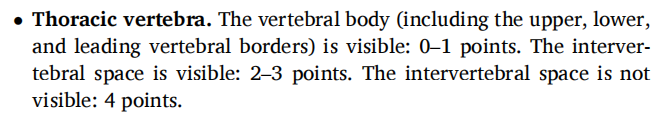 • Thoracic vertebra. The vertebral body (including the upper, lower,
and leading vertebral borders) is visible: 0–1 points. The interver-
tebral space is visible: 2–3 points. The intervertebral space is not
visible: 4 points.